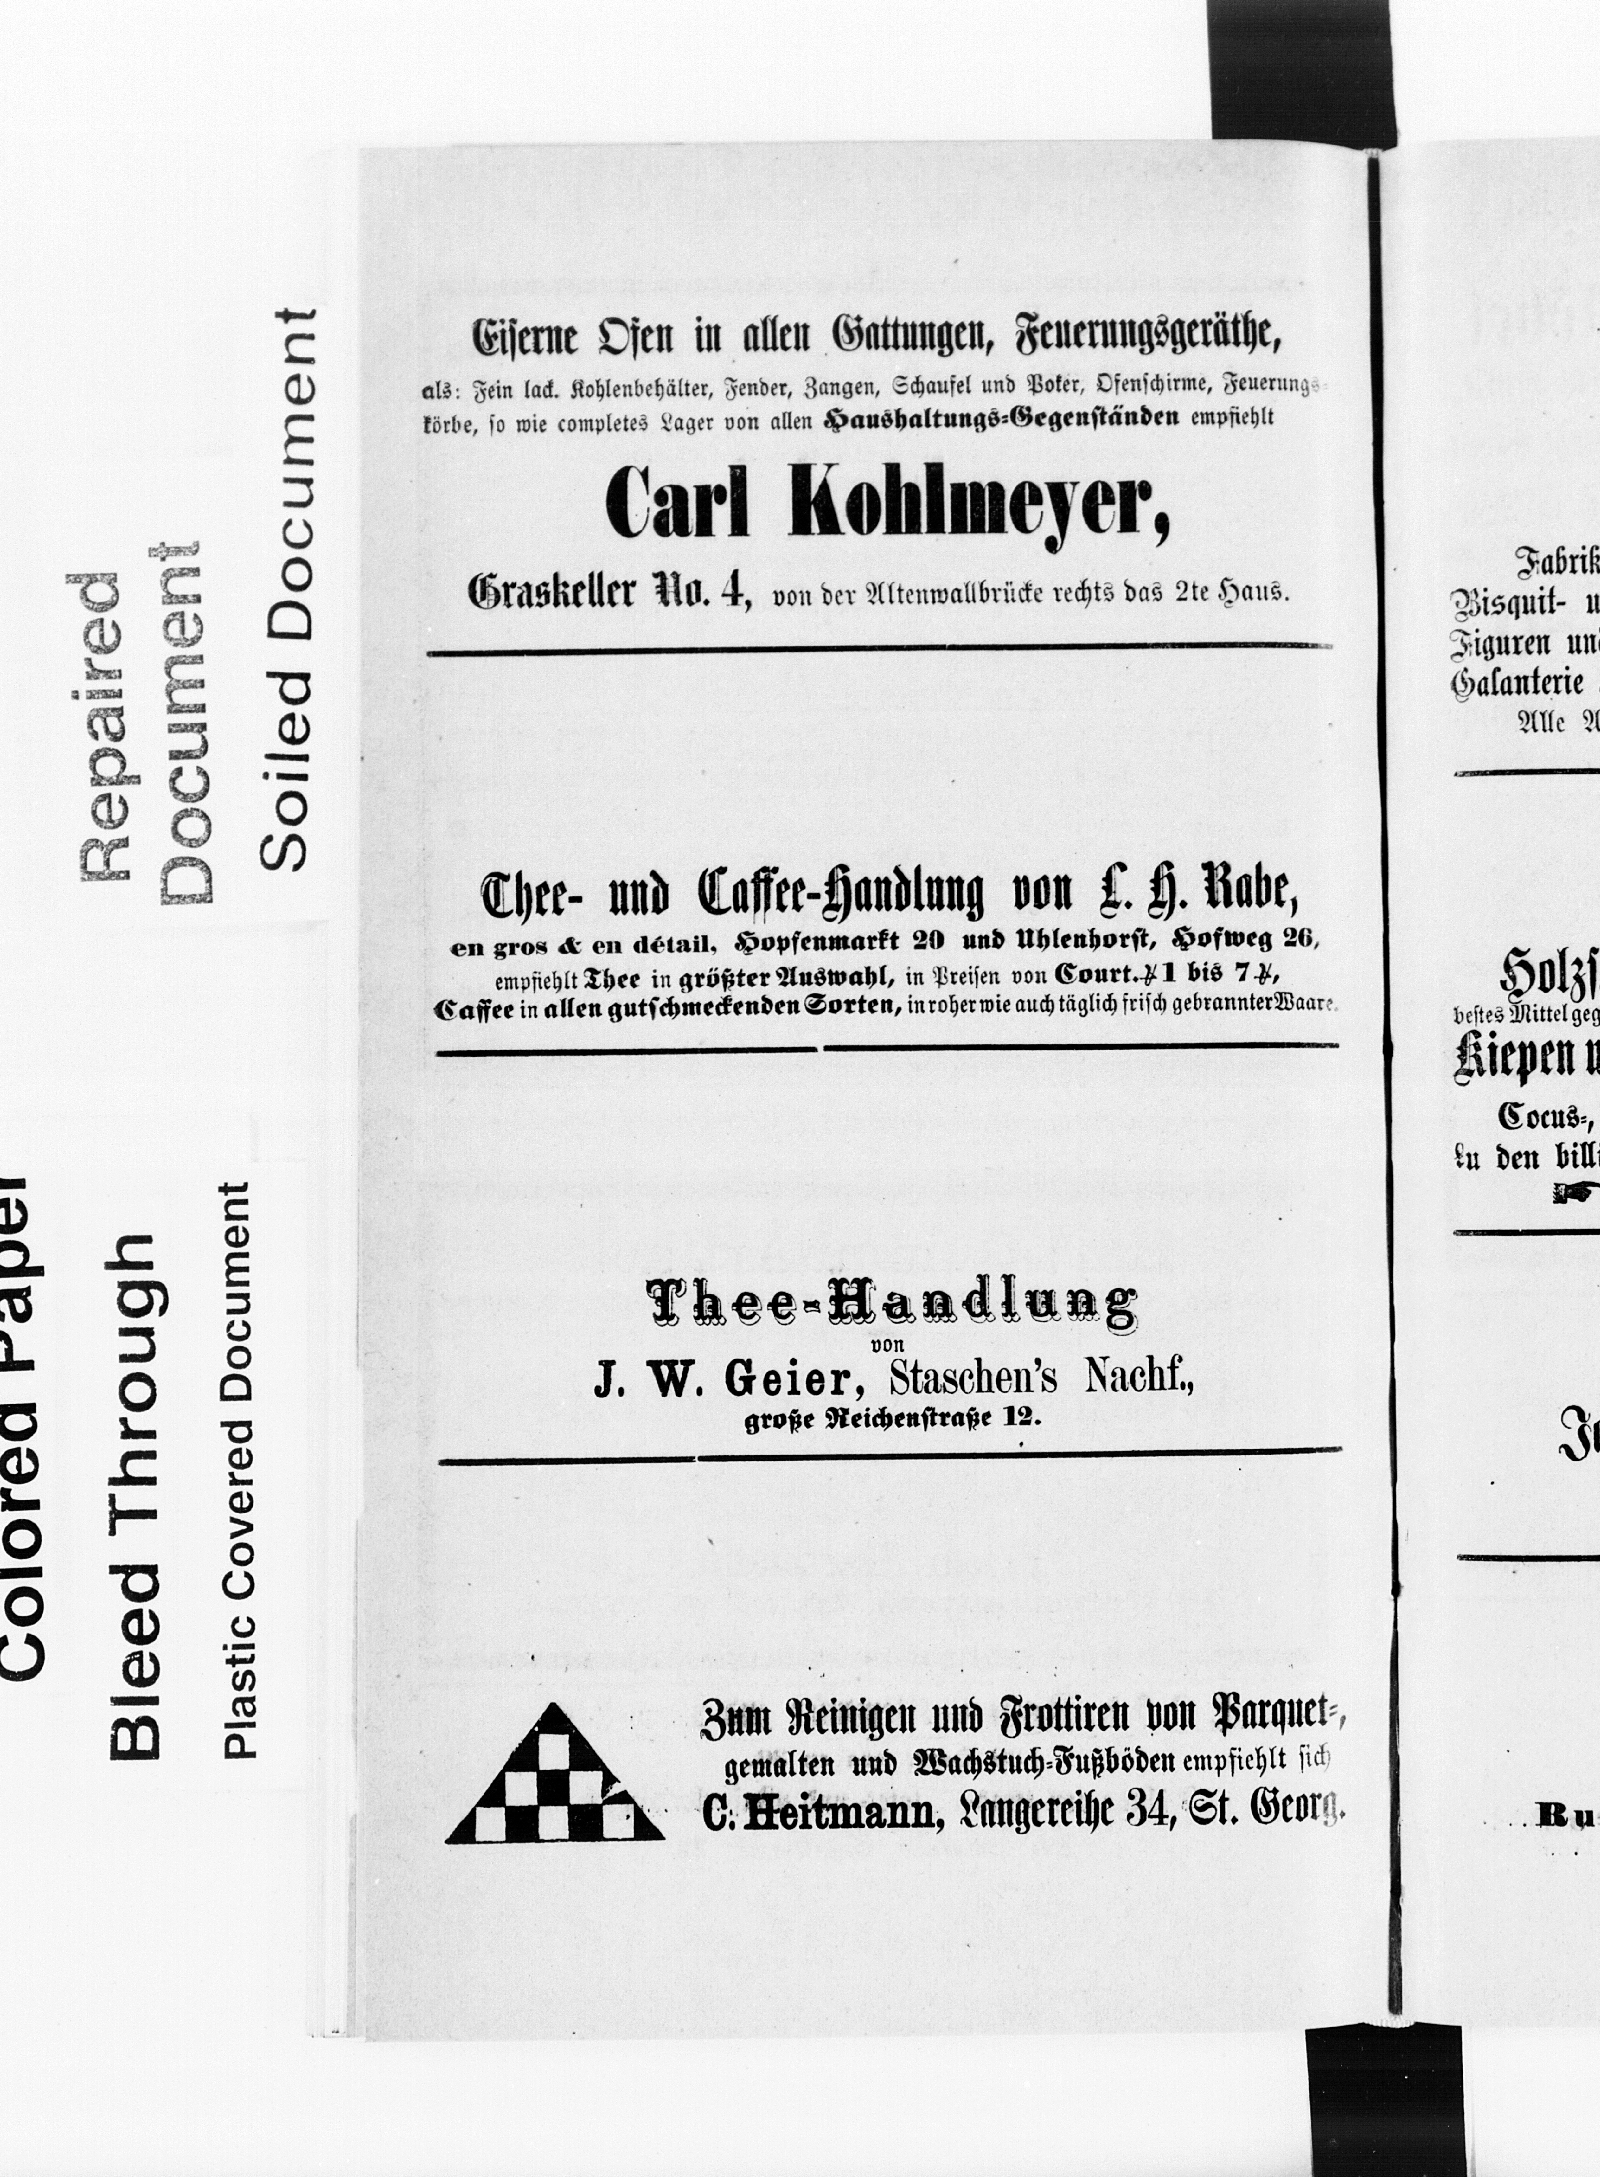 Eiserne Ofen in allen Gattungen, Feuerungsgeräthe,
als: Fein lack. Kohlenbehälter, Fender, Zangen, Schaufel und Poker, Ofenschirme, Feuerungs-
körbe, so wie completes Lager von allen Haushaltungs-Gegenständen empfiehlt
Carl Kohlmeyer,
Graskeller No. 4, von der Altenwallbrücke rechts das 2te Haus.
Thee- und Caffee-Handlung von L. H. Rabe,
en gros & en détail, Hopfenmarkt 20 und Uhlenhorst, Hofweg 26,
empfiehlt Thee in größter Auswahl, in Preisen von Court.℔ 1 bis 7 ℔,
Caffee in allen gutschmeckenden Sorten, in roher wie auch täglich frisch gebrannter Waare.
Thee-Handlung
von
J. W. Geier, Staschen's Nachf.,
große Reichenstraße 12.
Zum Reinigen und Frottiren von Parquet-,
gemalten und Wachstuch-Fußböden empfiehlt sich
C. Heitmann, Langereihe 34, St. Georg.
Repaired
Document
Soiled Document
Colored Paper
Bleed Through
Plastic Covered Document
Fabrik
Bisquit- u
Figuren und
Galanterie
Alle A
Holzs
bestes Mittel geg
Kiepen u
Cocus-,
zu den billi
Ru